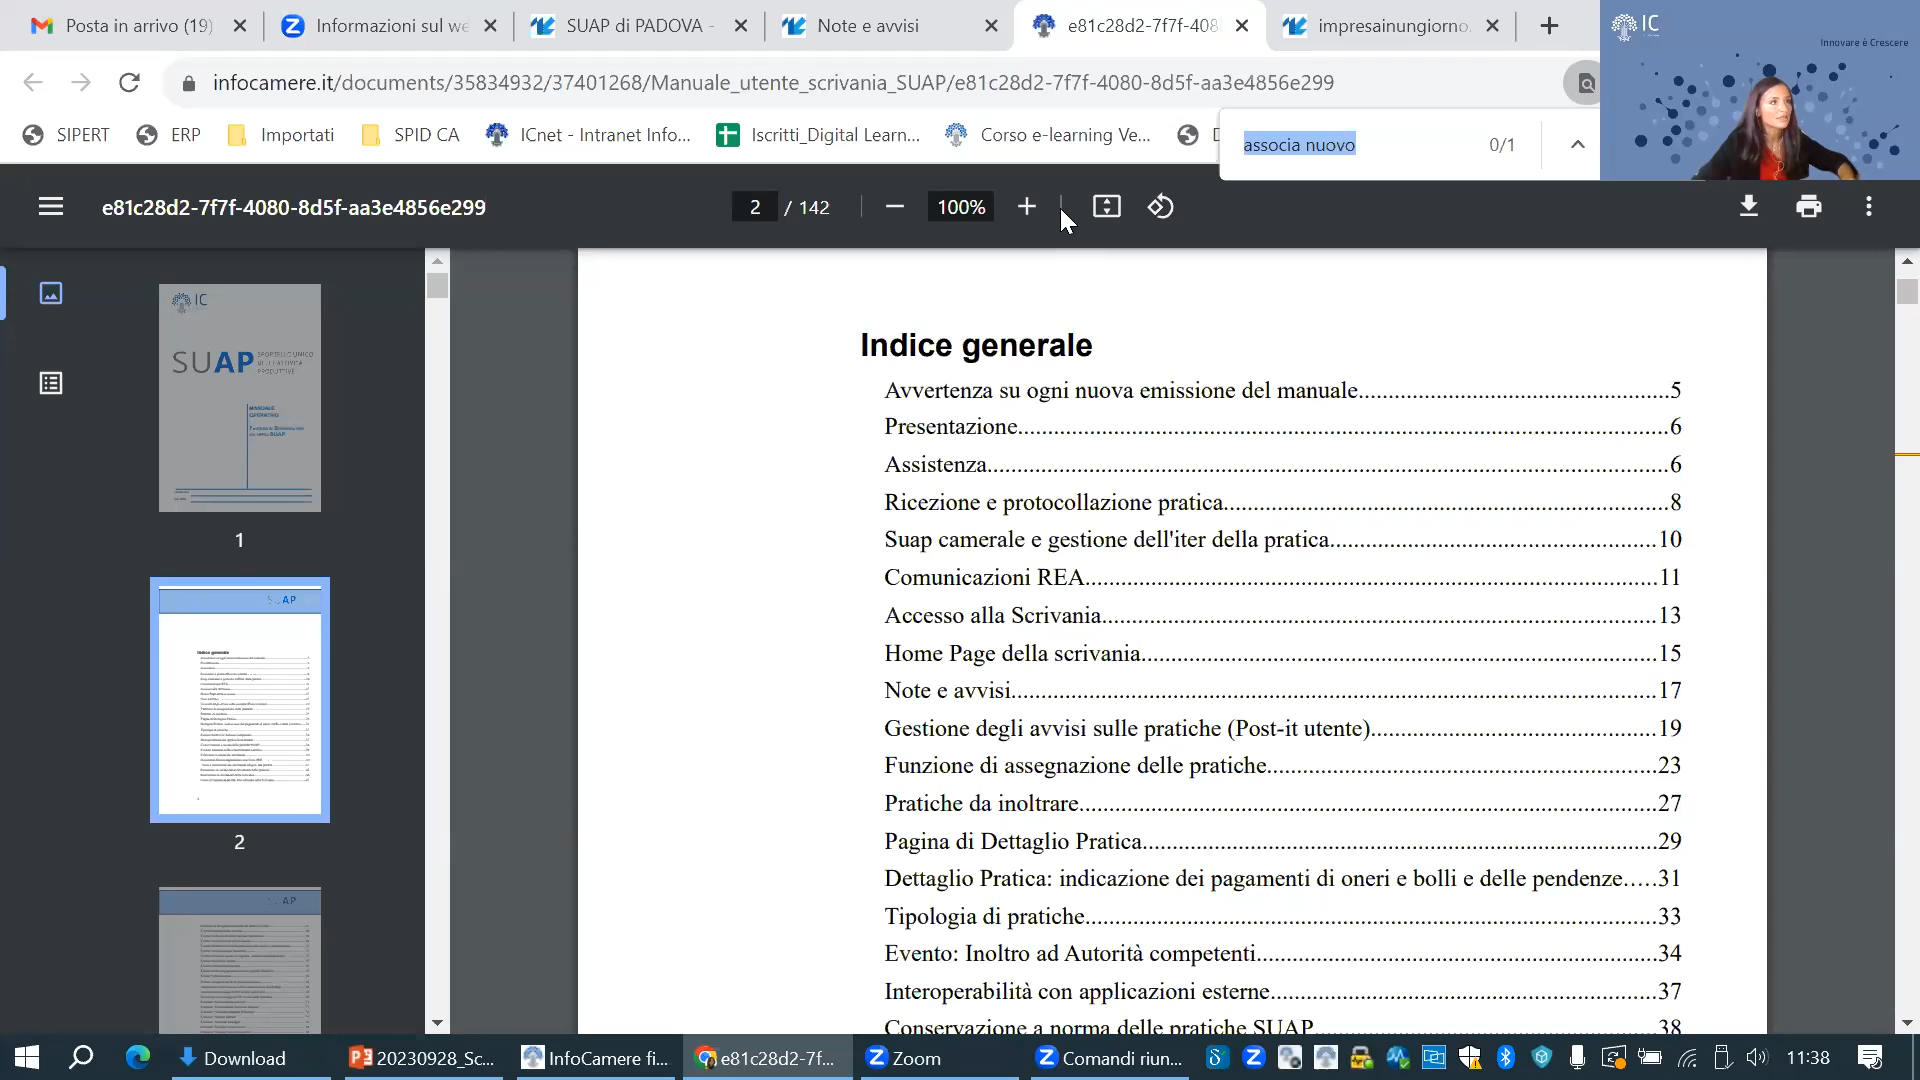 Posta in arrivo (19)
Informazioni sul we
SUAP di PADOVA -
Note e avvisi
e81c28d2-7f7f-408
impresainungiorno.
IC
Innovare è Crescere
infocamere.it/documents/35834932/37401268/Manuale_utente_scrivania_SUAP/e81c28d2-7f7f-4080-8d5f-aa3e4856e299
SIPERT
ERP
Importati
SPID CA
ICnet - Intranet Info...
Iscritti_Digital Learn...
Corso e-learning Ve...
associa nuovo
0/1
e81c28d2-7f7f-4080-8d5f-aa3e4856e299
2 / 142
100%
IC
SUAP
SPORTELLO UNICO
PRODUTTIVE
MANUALE
OPERATIVO
1
2
Indice generale
Avvertenza su ogni nuova emissione del manuale....5
Presentazione....6
Assistenza....6
Ricezione e protocollazione pratica....8
Suap camerale e gestione dell'iter della pratica....10
Comunicazioni REA....11
Accesso alla Scrivania....13
Home Page della scrivania....15
Note e avvisi....17
Gestione degli avvisi sulle pratiche (Post-it utente)....19
Funzione di assegnazione delle pratiche....23
Pratiche da inoltrare....27
Pagina di Dettaglio Pratica....29
Dettaglio Pratica: indicazione dei pagamenti di oneri e bolli e delle pendenze.....31
Tipologia di pratiche....33
Evento: Inoltro ad Autorità competenti....34
Interoperabilità con applicazioni esterne....37
Conservazione a norma delle pratiche SUAP....38
Download
20230928_Sc...
InfoCamere fi...
e81c28d2-7f...
Zoom
Comandi riun...
11:38